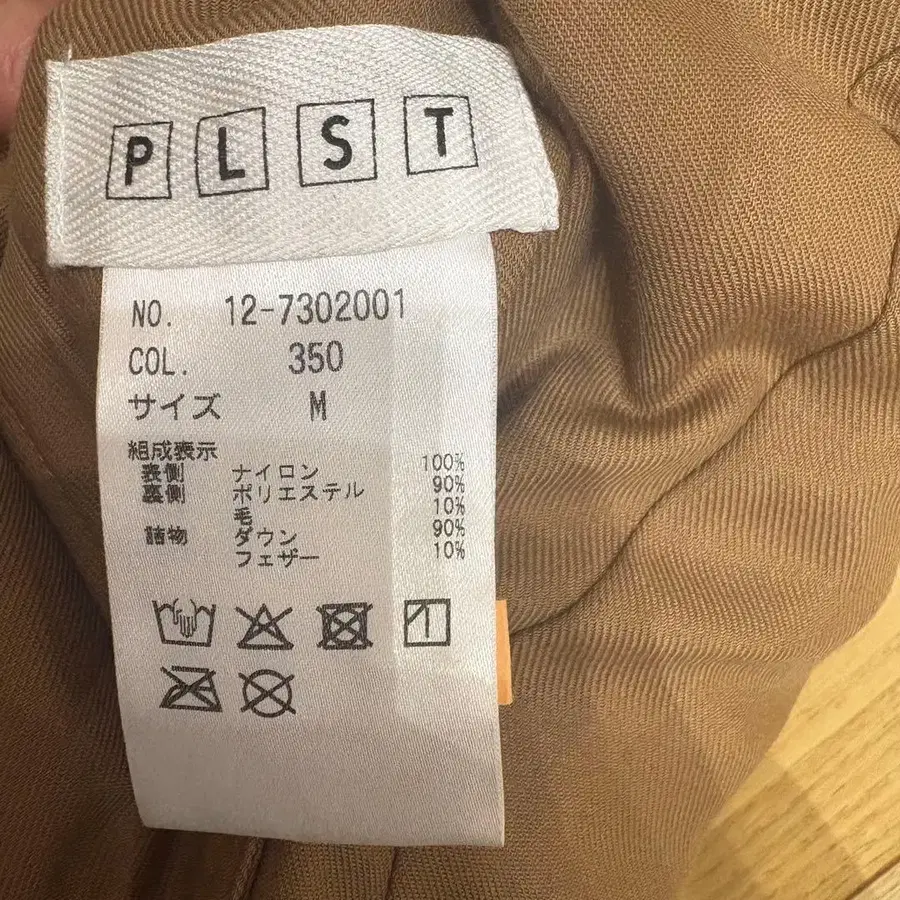 PLST
NO. 12-7302001
COL. 350
サイズ M
組成表示
表側 ナイロン 100%
裏側 ポリエステル 90%
毛 10%
詰物 ダウン 90%
フェザー 10%